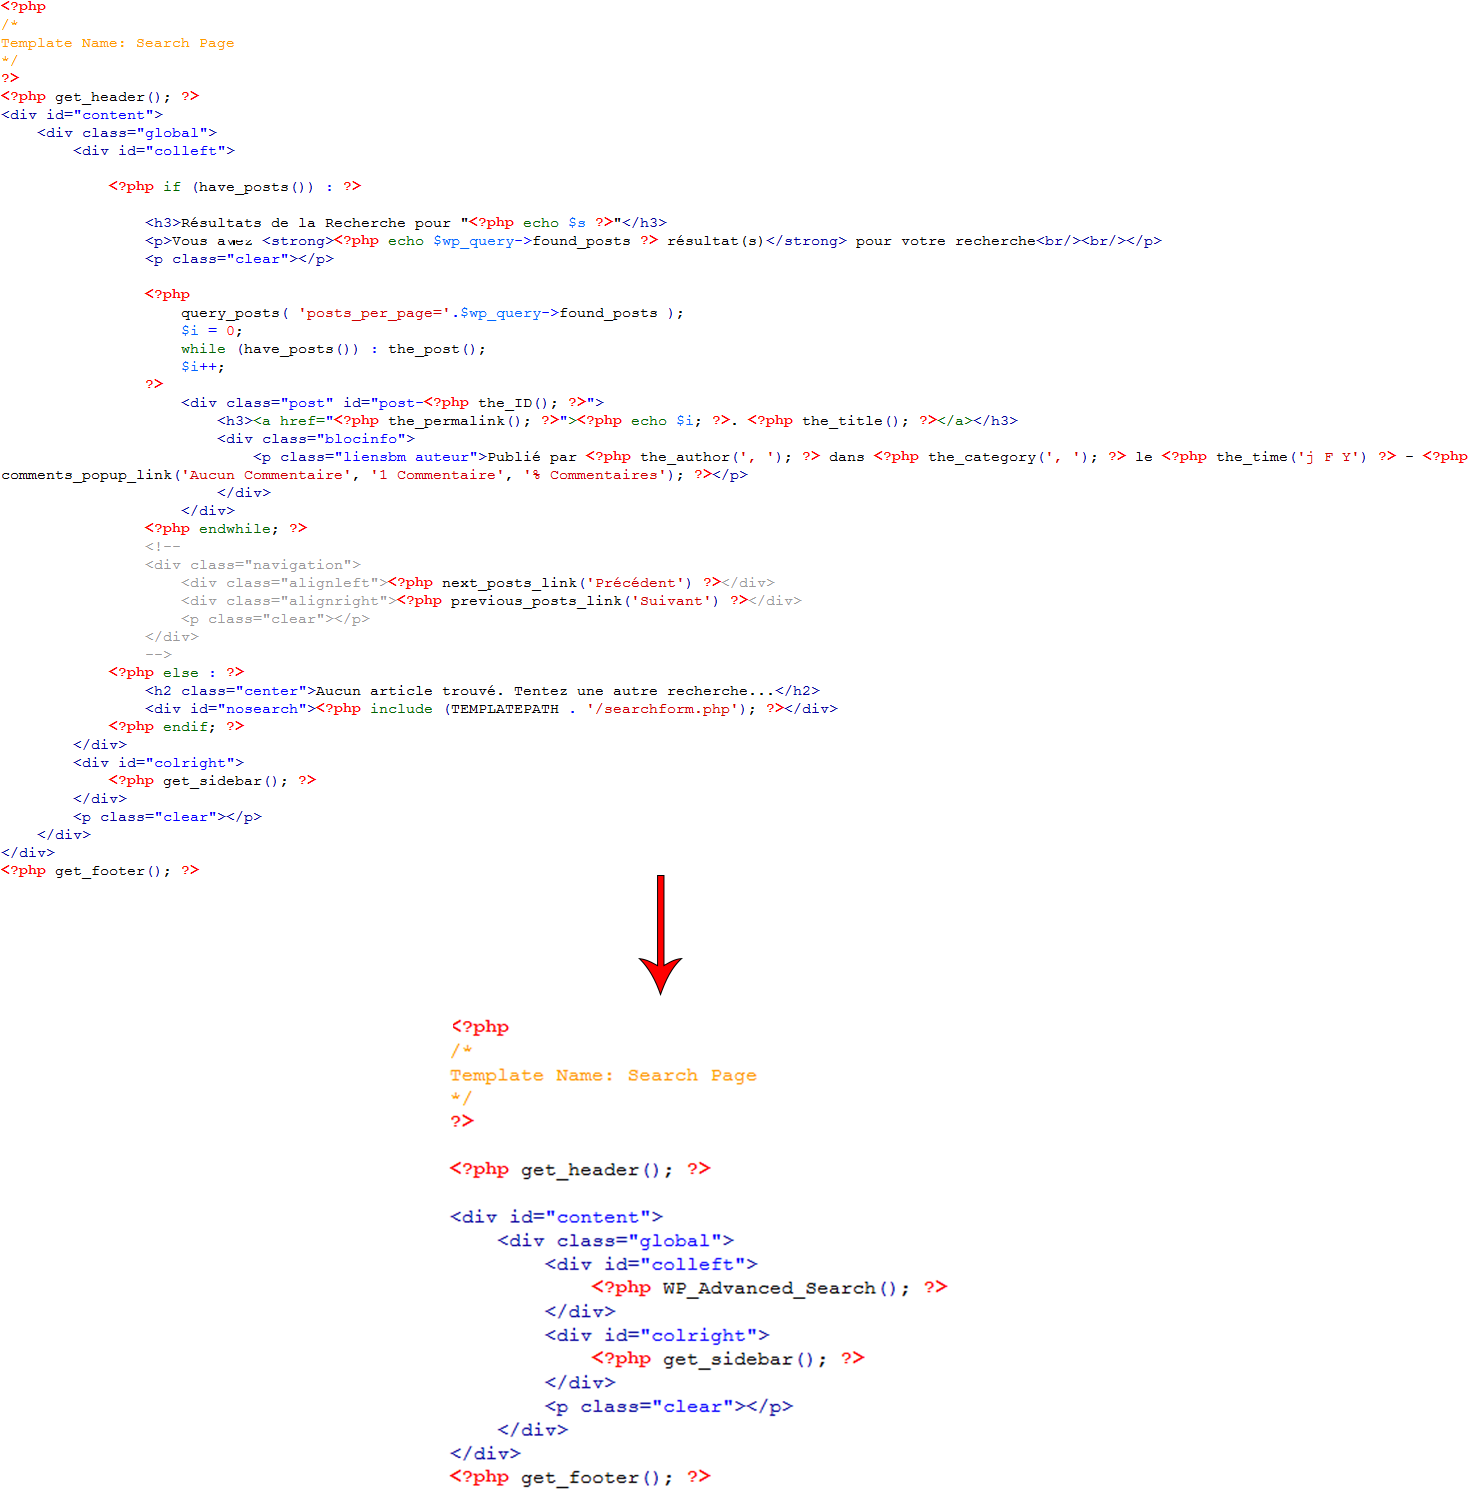 <?php
/*
Template Name: Search Page
*/
?>
<?php get_header(); ?>
<div id="content">
    <div class="global">
        <div id="colleft">
            <?php if (have_posts()) : ?>
                <h3>Résultats de la Recherche pour "<?php echo $s ?>"</h3>
                <p>Vous avez <strong><?php echo $wp_query->found_posts ?> résultat(s)</strong> pour votre recherche<br/><br/></p>
                <p class="clear"></p>
                <?php
                    query_posts( 'posts_per_page='.$wp_query->found_posts );
                    $i = 0;
                    while (have_posts()) : the_post();
                    $i++;
                ?>
                    <div class="post" id="post-<?php the_ID(); ?>">
                        <h3><a href="<?php the_permalink(); ?>"><?php echo $i; ?>. <?php the_title(); ?></a></h3>
                        <div class="blocinfo">
                            <p class="liensbm auteur">Publié par <?php the_author(', '); ?> dans <?php the_category(', '); ?> le <?php the_time('j F Y') ?> - <?php
comments_popup_link('Aucun Commentaire', '1 Commentaire', '% Commentaires'); ?></p>
                        </div>
                    </div>
                <?php endwhile; ?>
                <!--
                <div class="navigation">
                    <div class="alignleft"><?php next_posts_link('Précédent') ?></div>
                    <div class="alignright"><?php previous_posts_link('Suivant') ?></div>
                    <p class="clear"></p>
                </div>
                -->
            <?php else : ?>
                <h2 class="center">Aucun article trouvé. Tentez une autre recherche...</h2>
                <div id="nosearch"><?php include (TEMPLATEPATH . '/searchform.php'); ?></div>
            <?php endif; ?>
        </div>
        <div id="colright">
            <?php get_sidebar(); ?>
        </div>
        <p class="clear"></p>
    </div>
</div>
<?php get_footer(); ?>
<?php
/*
Template Name: Search Page
*/
?>
<?php get_header(); ?>
<div id="content">
    <div class="global">
        <div id="colleft">
            <?php WP_Advanced_Search(); ?>
        </div>
        <div id="colright">
            <?php get_sidebar(); ?>
        </div>
        <p class="clear"></p>
    </div>
</div>
<?php get_footer(); ?>